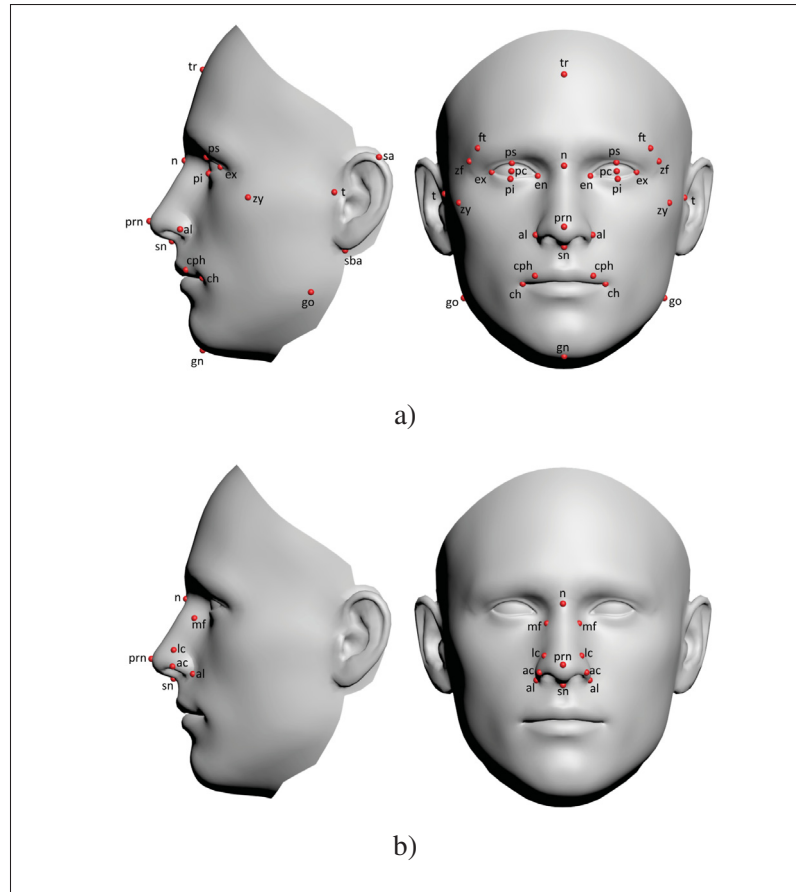 tr
tr
ft ft
n ps ps n ps sa
zf pc pc zf
pi ex ex pi en en pi ex
zy t t zy zy t
prn al al prn al
sn sn
cph sba cph cph
ch ch ch
go go go
gn gn
a)
n n
mf mf mf
lc lc prn lc
prn ac ac ac
sn al al sn al
b)